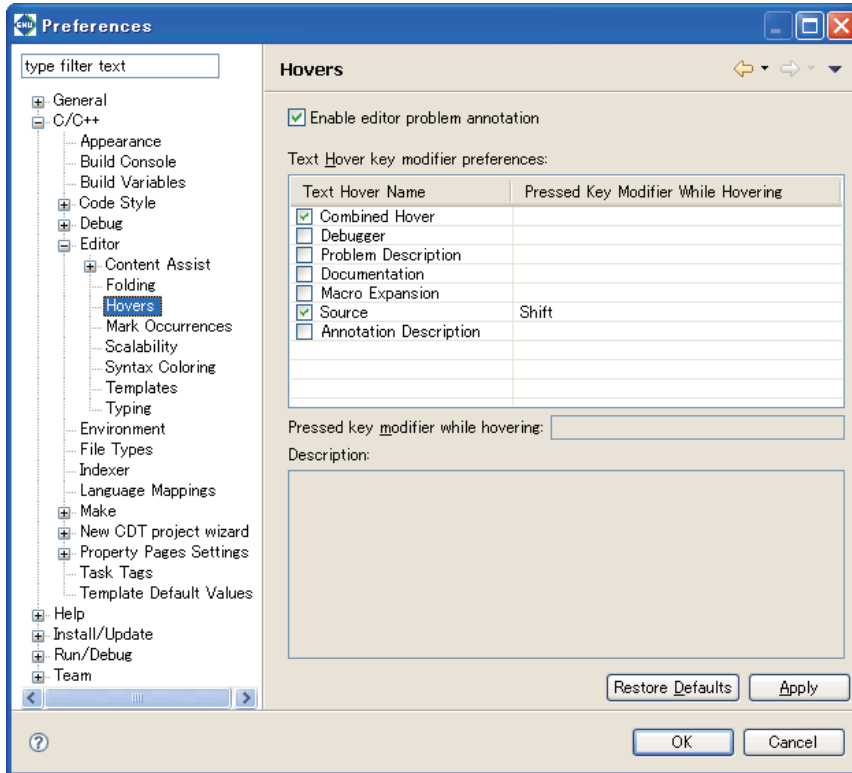 GNU
Preferences
type filter text
General
C/C++
Appearance
Build Console
Build Variables
Code Style
Debug
Editor
Content Assist
Folding
Hovers
Mark Occurrences
Scalability
Syntax Coloring
Templates
Typing
Environment
File Types
Indexer
Language Mappings
Make
New CDT project wizard
Property Pages Settings
Task Tags
Template Default Values
Help
Install/Update
Run/Debug
Team
Hovers
Enable editor problem annotation
Text Hover key modifier preferences:
Text Hover Name Pressed Key Modifier While Hovering
Combined Hover
Debugger
Problem Description
Documentation
Macro Expansion
Source Shift
Annotation Description
Pressed key modifier while hovering:
Description:
Restore Defaults Apply
? OK Cancel